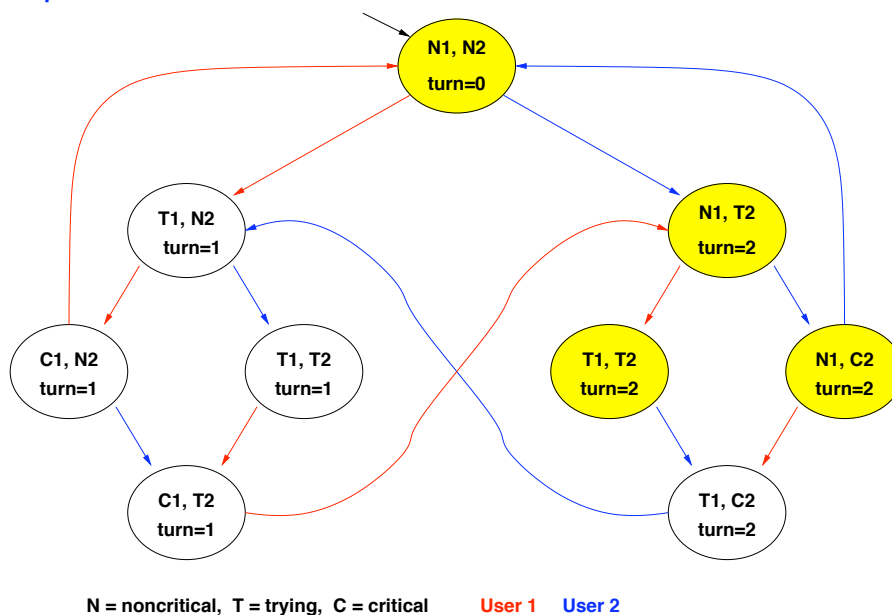 N1, N2
turn=0
T1, N2
turn=1
N1, T2
turn=2
C1, N2
turn=1
T1, T2
turn=1
T1, T2
turn=2
N1, C2
turn=2
C1, T2
turn=1
T1, C2
turn=2
N = noncritical, T = trying, C = critical User 1 User 2